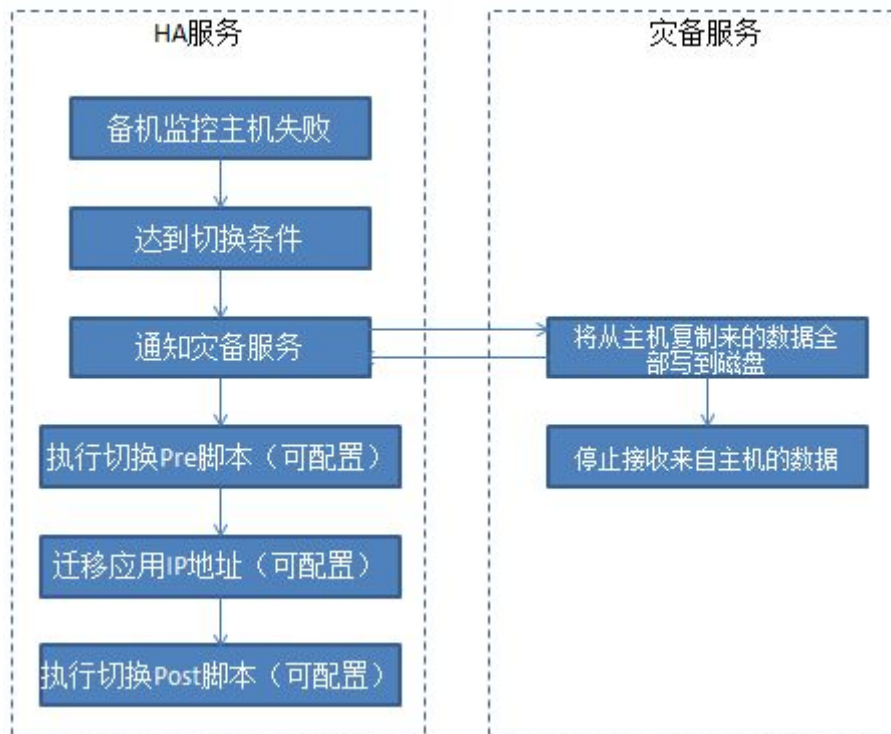 HA服务
备机监控主机失败
达到切换条件
通知灾备服务
执行切换Pre脚本（可配置）
迁移应用IP地址（可配置）
执行切换Post脚本（可配置）
灾备服务
将从主机复制来的数据全
部写到磁盘
停止接收来自主机的数据